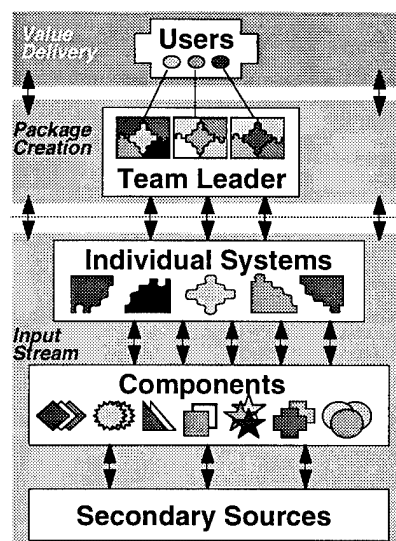 Value
Delivery
Users
Package
Creation
Team Leader
Individual Systems
Input
Stream
Components
Secondary Sources